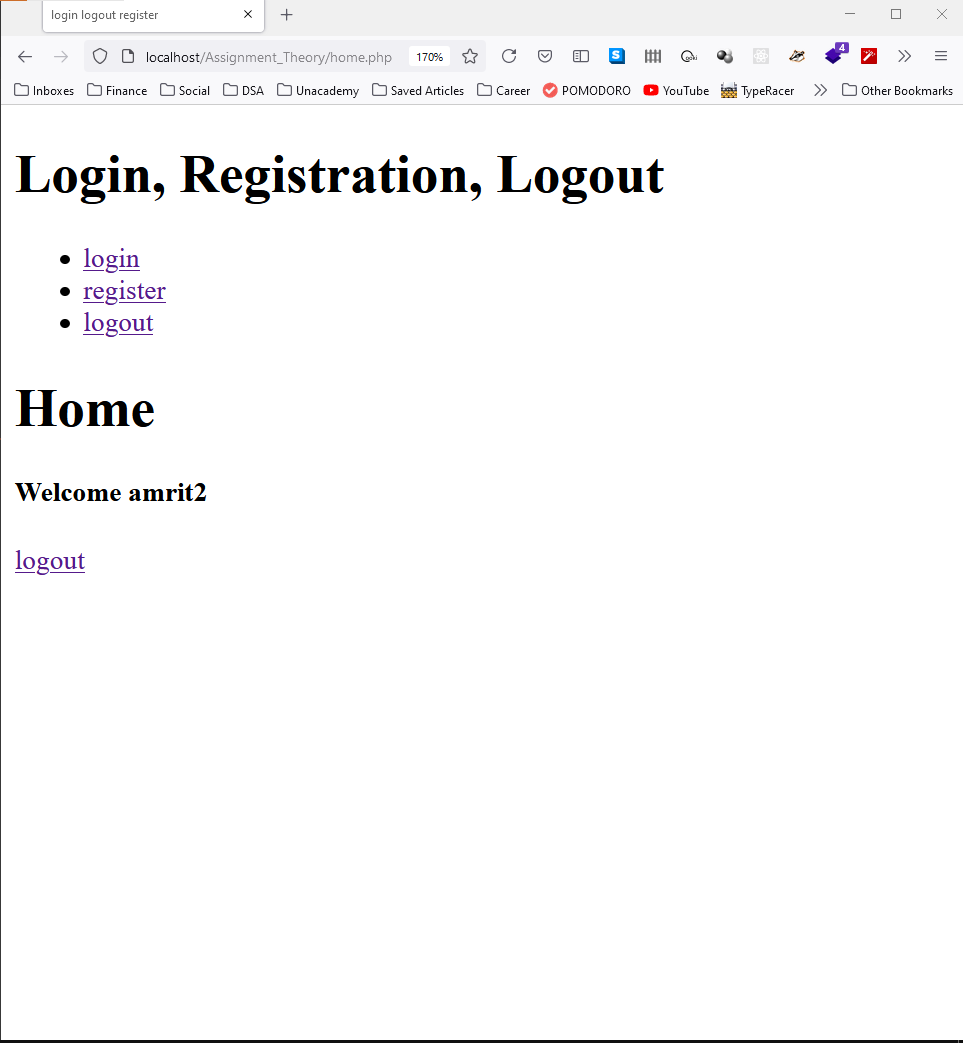 login logout register
localhost/Assignment_Theory/home.php 170% S 4
Inboxes Finance Social DSA Unacademy Saved Articles Career POMODORO YouTube TypeRacer Other Bookmarks
Login, Registration, Logout
login
register
logout
Home
Welcome amrit2
logout